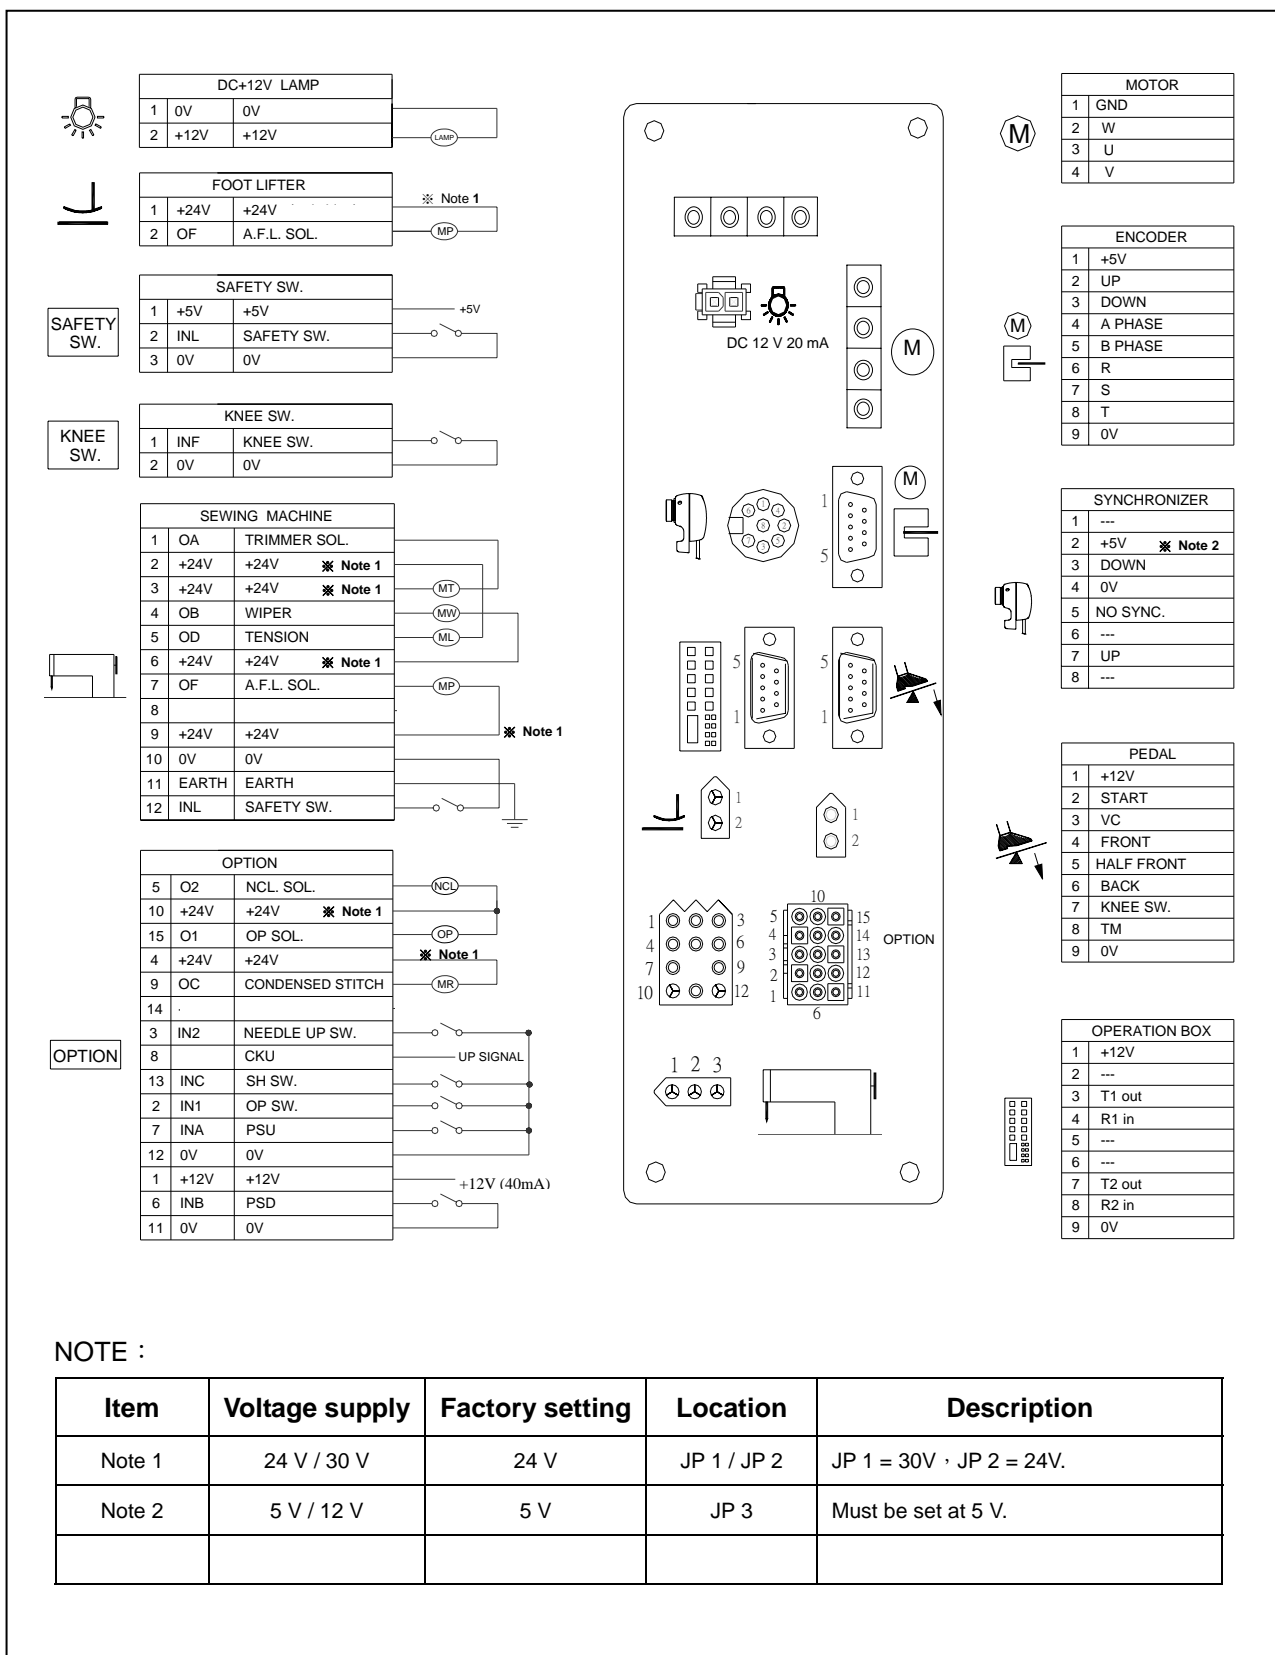 DC+12V LAMP
1 0V 0V
2 +12V +12V
LAMP
FOOT LIFTER
1 +24V +24V
2 OF A.F.L. SOL.
※ Note 1
MP
SAFETY SW.
SAFETY SW.
1 +5V +5V
2 INL SAFETY SW.
3 0V 0V
+5V
KNEE SW.
KNEE SW.
1 INF KNEE SW.
2 0V 0V
SEWING MACHINE
1 OA TRIMMER SOL.
2 +24V +24V ※ Note 1
3 +24V +24V ※ Note 1
4 OB WIPER
5 OD TENSION
6 +24V +24V ※ Note 1
7 OF A.F.L. SOL.
8
9 +24V +24V
10 0V 0V
11 EARTH EARTH
12 INL SAFETY SW.
MT
MW
ML
MP
※ Note 1
OPTION
OPTION
5 O2 NCL. SOL.
10 +24V +24V ※ Note 1
15 O1 OP SOL.
4 +24V +24V
9 OC CONDENSED STITCH
14
3 IN2 NEEDLE UP SW.
8 CKU
13 INC SH SW.
2 IN1 OP SW.
7 INA PSU
12 0V 0V
1 +12V +12V
6 INB PSD
11 0V 0V
NCL
OP
※ Note 1
MR
UP SIGNAL
+12V (40mA)
DC 12 V 20 mA
M
M
1
5
1
6 4
8 2
7 5
3
5
1
5
1
1
2
1
2
1 3
4 6
7 9
10 12
10
5 15
4 14
3 13
2 12
1 11
6
OPTION
1 2 3
M
MOTOR
1 GND
2 W
3 U
4 V
M
ENCODER
1 +5V
2 UP
3 DOWN
4 A PHASE
5 B PHASE
6 R
7 S
8 T
9 0V
SYNCHRONIZER
1 ---
2 +5V ※ Note 2
3 DOWN
4 0V
5 NO SYNC.
6 ---
7 UP
8 ---
PEDAL
1 +12V
2 START
3 VC
4 FRONT
5 HALF FRONT
6 BACK
7 KNEE SW.
8 TM
9 0V
OPERATION BOX
1 +12V
2 ---
3 T1 out
4 R1 in
5 ---
6 ---
7 T2 out
8 R2 in
9 0V
NOTE：
Item Voltage supply Factory setting Location Description
Note 1 24 V / 30 V 24 V JP 1 / JP 2 JP 1 = 30V，JP 2 = 24V.
Note 2 5 V / 12 V 5 V JP 3 Must be set at 5 V.